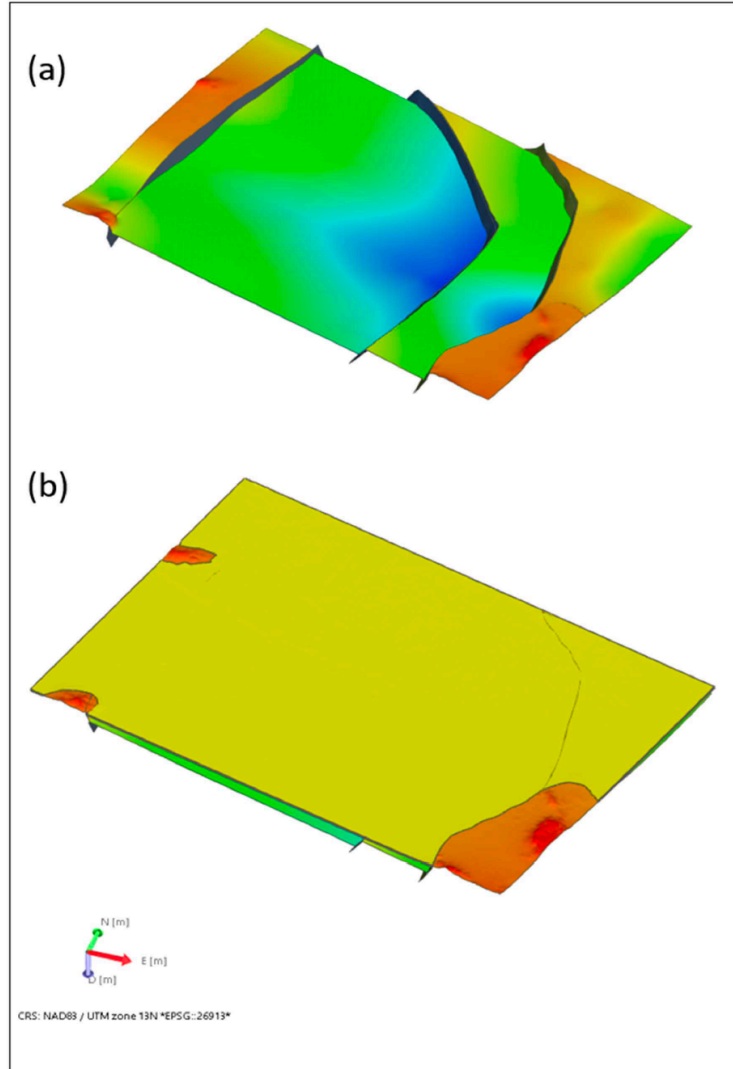 (a)
(b)
N [m]
E [m]
D [m]
CRS: NAD83 / UTM zone 13N *EPSG::26913*